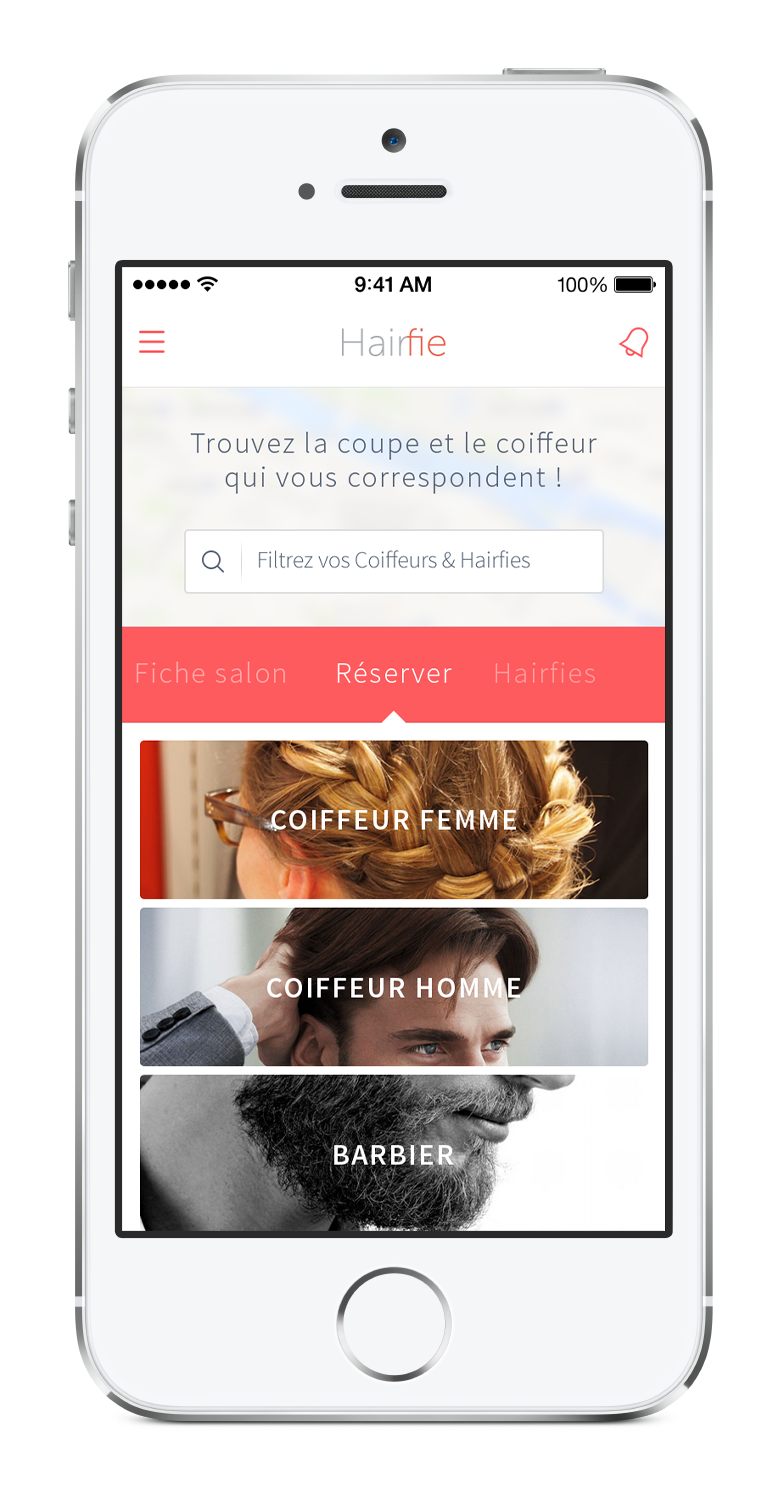 9:41 AM
100%
Hairfie
Trouvez la coupe et le coiffeur
qui vous correspondent !
Filtrez vos Coiffeurs & Hairfies
Fiche salon
Réserver
Hairfies
COIFFEUR FEMME
COIFFEUR HOMME
BARBIER